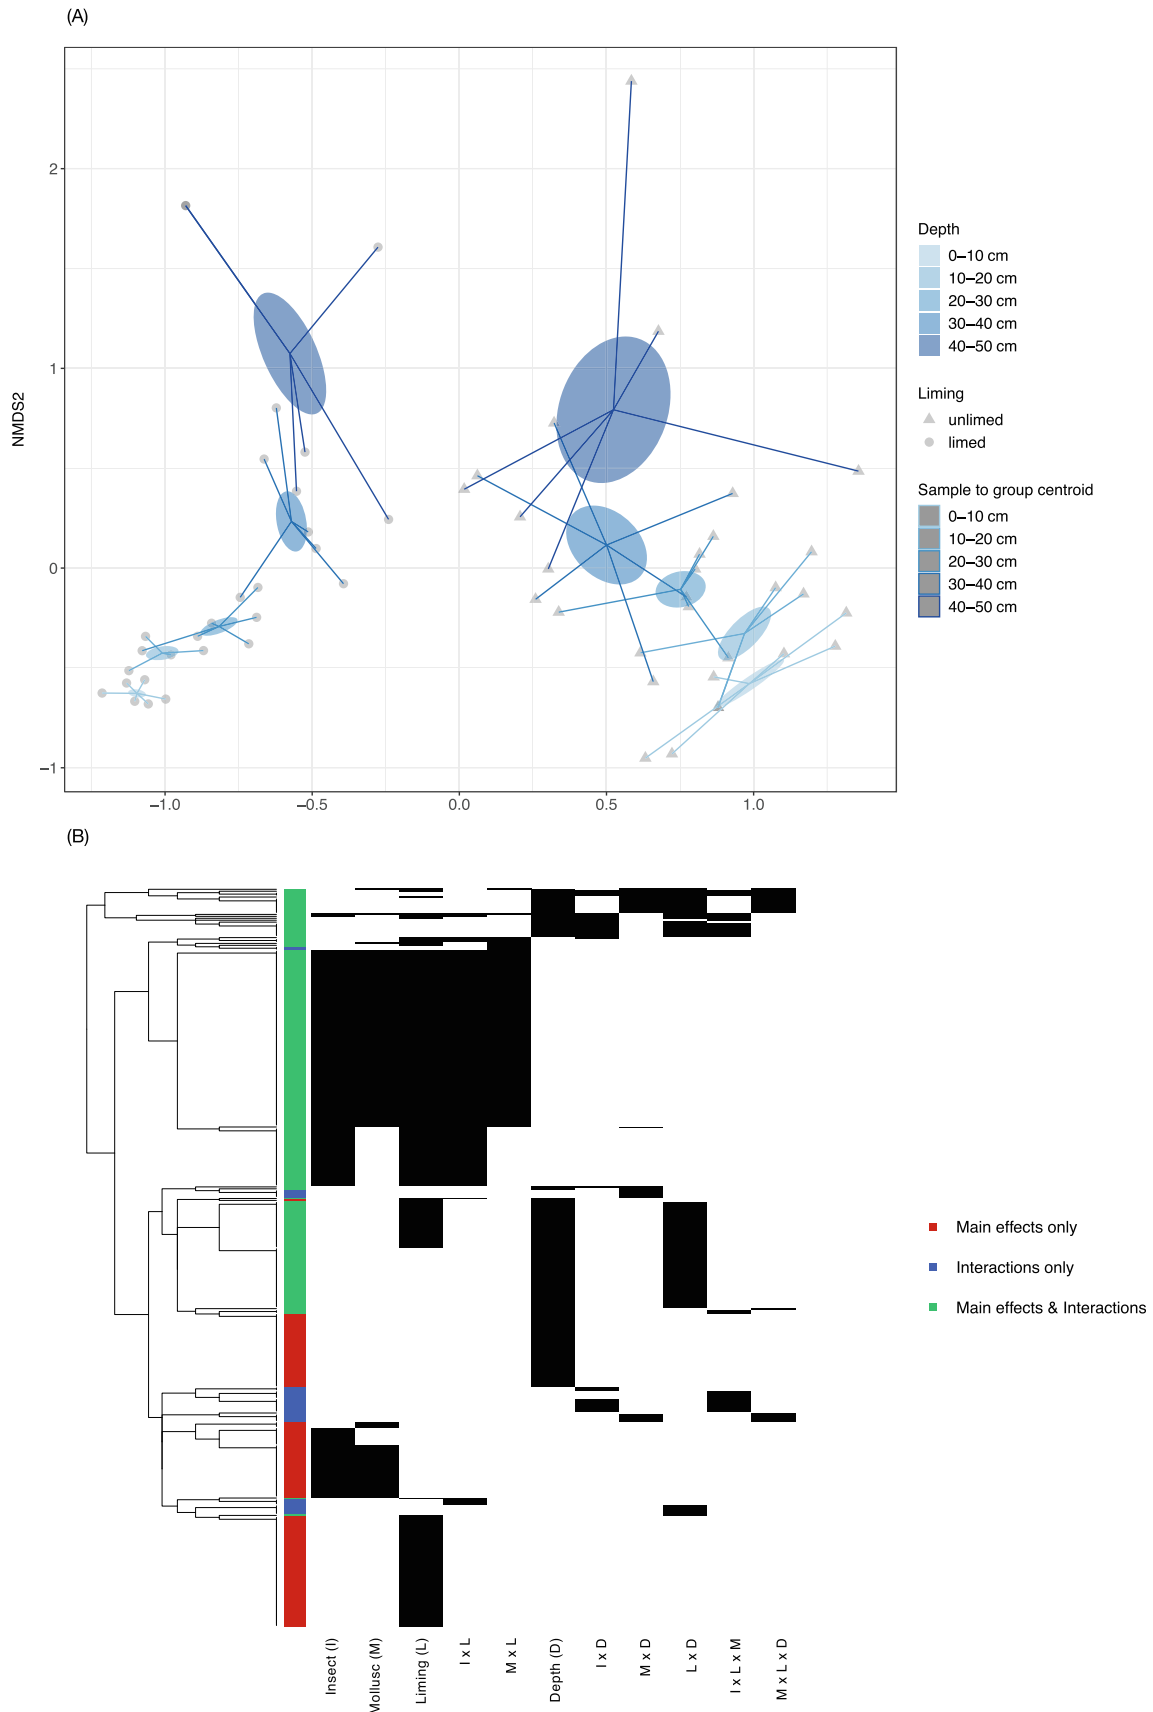 (A)
2
1
0
−1
NMDS2
−1.0
−0.5
0.0
0.5
1.0
Depth
0–10 cm
10–20 cm
20–30 cm
30–40 cm
40–50 cm
Liming
unlimed
limed
Sample to group centroid
0–10 cm
10–20 cm
20–30 cm
30–40 cm
40–50 cm
(B)
Main effects only
Interactions only
Main effects & Interactions
Insect (I)
Mollusc (M)
Liming (L)
I x L
M x L
Depth (D)
I x D
M x D
L x D
I x L x M
M x L x D